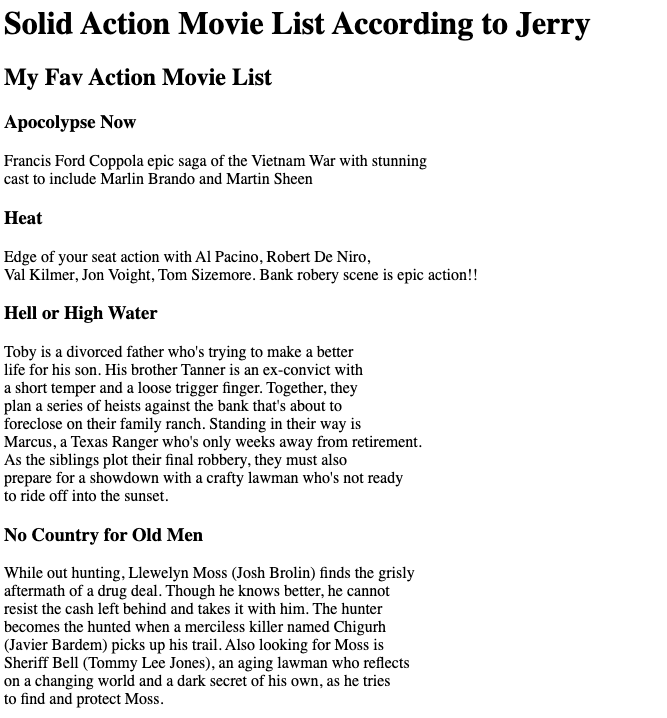 Solid Action Movie List According to Jerry
My Fav Action Movie List
Apocolypse Now
Francis Ford Coppola epic saga of the Vietnam War with stunning
cast to include Marlin Brando and Martin Sheen
Heat
Edge of your seat action with Al Pacino, Robert De Niro,
Val Kilmer, Jon Voight, Tom Sizemore. Bank robery scene is epic action!!
Hell or High Water
Toby is a divorced father who's trying to make a better
life for his son. His brother Tanner is an ex-convict with
a short temper and a loose trigger finger. Together, they
plan a series of heists against the bank that's about to
foreclose on their family ranch. Standing in their way is
Marcus, a Texas Ranger who's only weeks away from retirement.
As the siblings plot their final robbery, they must also
prepare for a showdown with a crafty lawman who's not ready
to ride off into the sunset.
No Country for Old Men
While out hunting, Llewelyn Moss (Josh Brolin) finds the grisly
aftermath of a drug deal. Though he knows better, he cannot
resist the cash left behind and takes it with him. The hunter
becomes the hunted when a merciless killer named Chigurh
(Javier Bardem) picks up his trail. Also looking for Moss is
Sheriff Bell (Tommy Lee Jones), an aging lawman who reflects
on a changing world and a dark secret of his own, as he tries
to find and protect Moss.